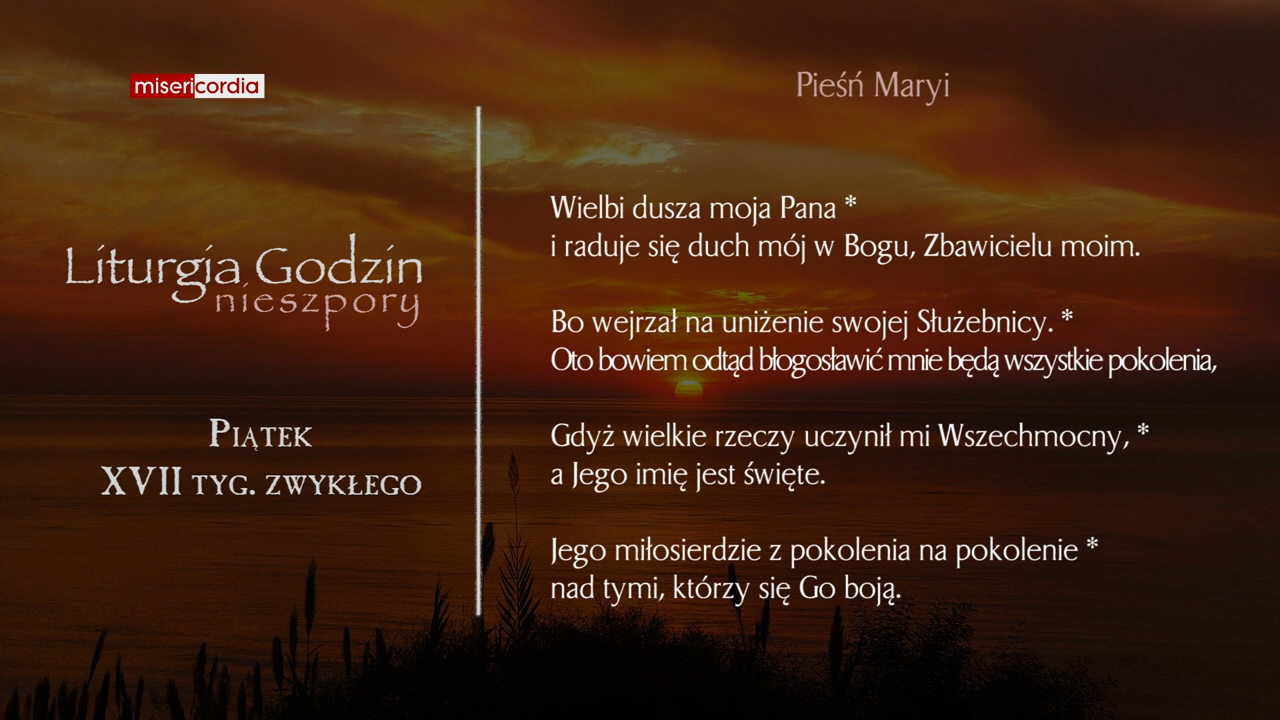 misericordia
Liturgia Godzin
nieszpory
Piątek
XVII tyg. zwykłego
Pieśń Maryi
Wielbi dusza moja Pana *
i raduje się duch mój w Bogu, Zbawicielu moim.
Bo wejrzał na uniżenie swojej Służebnicy. *
Oto bowiem odtąd błogosławić mnie będą wszystkie pokolenia,
Gdyż wielkie rzeczy uczynił mi Wszechmocny, *
a Jego imię jest święte.
Jego miłosierdzie z pokolenia na pokolenie *
nad tymi, którzy się Go boją.